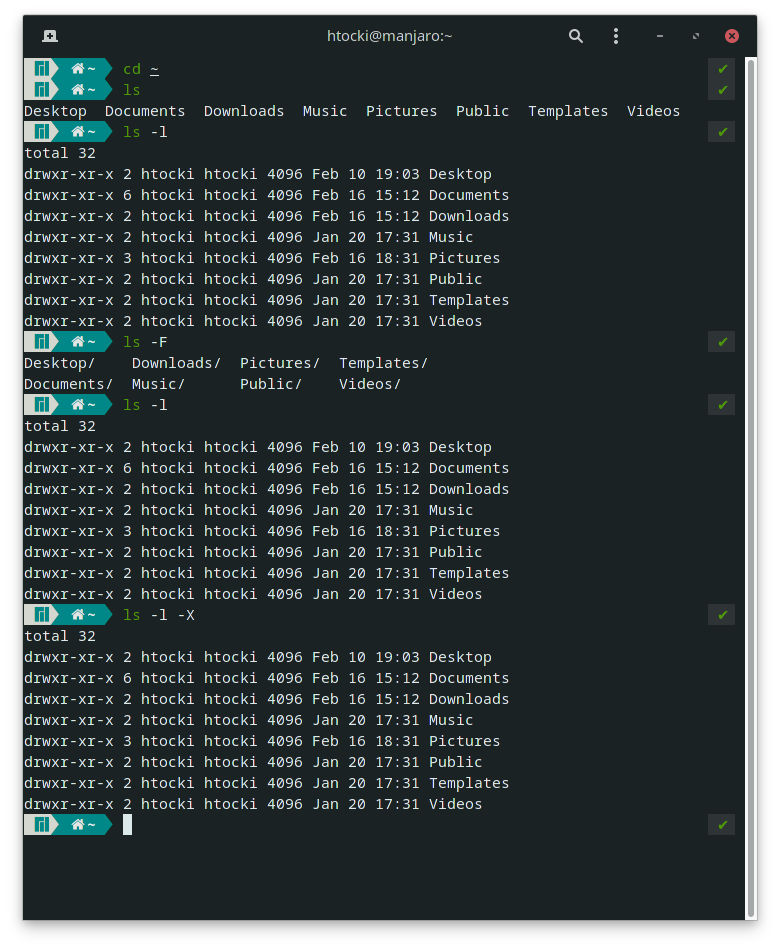 htocki@manjaro:~
~ cd ~
~ ls
Desktop  Documents  Downloads  Music  Pictures  Public  Templates  Videos
~ ls -l
total 32
drwxr-xr-x 2 htocki htocki 4096 Feb 10 19:03 Desktop
drwxr-xr-x 6 htocki htocki 4096 Feb 16 15:12 Documents
drwxr-xr-x 2 htocki htocki 4096 Feb 16 15:12 Downloads
drwxr-xr-x 2 htocki htocki 4096 Jan 20 17:31 Music
drwxr-xr-x 3 htocki htocki 4096 Feb 16 18:31 Pictures
drwxr-xr-x 2 htocki htocki 4096 Jan 20 17:31 Public
drwxr-xr-x 2 htocki htocki 4096 Jan 20 17:31 Templates
drwxr-xr-x 2 htocki htocki 4096 Jan 20 17:31 Videos
~ ls -F
Desktop/    Downloads/  Pictures/  Templates/
Documents/  Music/      Public/    Videos/
~ ls -l
total 32
drwxr-xr-x 2 htocki htocki 4096 Feb 10 19:03 Desktop
drwxr-xr-x 6 htocki htocki 4096 Feb 16 15:12 Documents
drwxr-xr-x 2 htocki htocki 4096 Feb 16 15:12 Downloads
drwxr-xr-x 2 htocki htocki 4096 Jan 20 17:31 Music
drwxr-xr-x 3 htocki htocki 4096 Feb 16 18:31 Pictures
drwxr-xr-x 2 htocki htocki 4096 Jan 20 17:31 Public
drwxr-xr-x 2 htocki htocki 4096 Jan 20 17:31 Templates
drwxr-xr-x 2 htocki htocki 4096 Jan 20 17:31 Videos
~ ls -l -X
total 32
drwxr-xr-x 2 htocki htocki 4096 Feb 10 19:03 Desktop
drwxr-xr-x 6 htocki htocki 4096 Feb 16 15:12 Documents
drwxr-xr-x 2 htocki htocki 4096 Feb 16 15:12 Downloads
drwxr-xr-x 2 htocki htocki 4096 Jan 20 17:31 Music
drwxr-xr-x 3 htocki htocki 4096 Feb 16 18:31 Pictures
drwxr-xr-x 2 htocki htocki 4096 Jan 20 17:31 Public
drwxr-xr-x 2 htocki htocki 4096 Jan 20 17:31 Templates
drwxr-xr-x 2 htocki htocki 4096 Jan 20 17:31 Videos
~